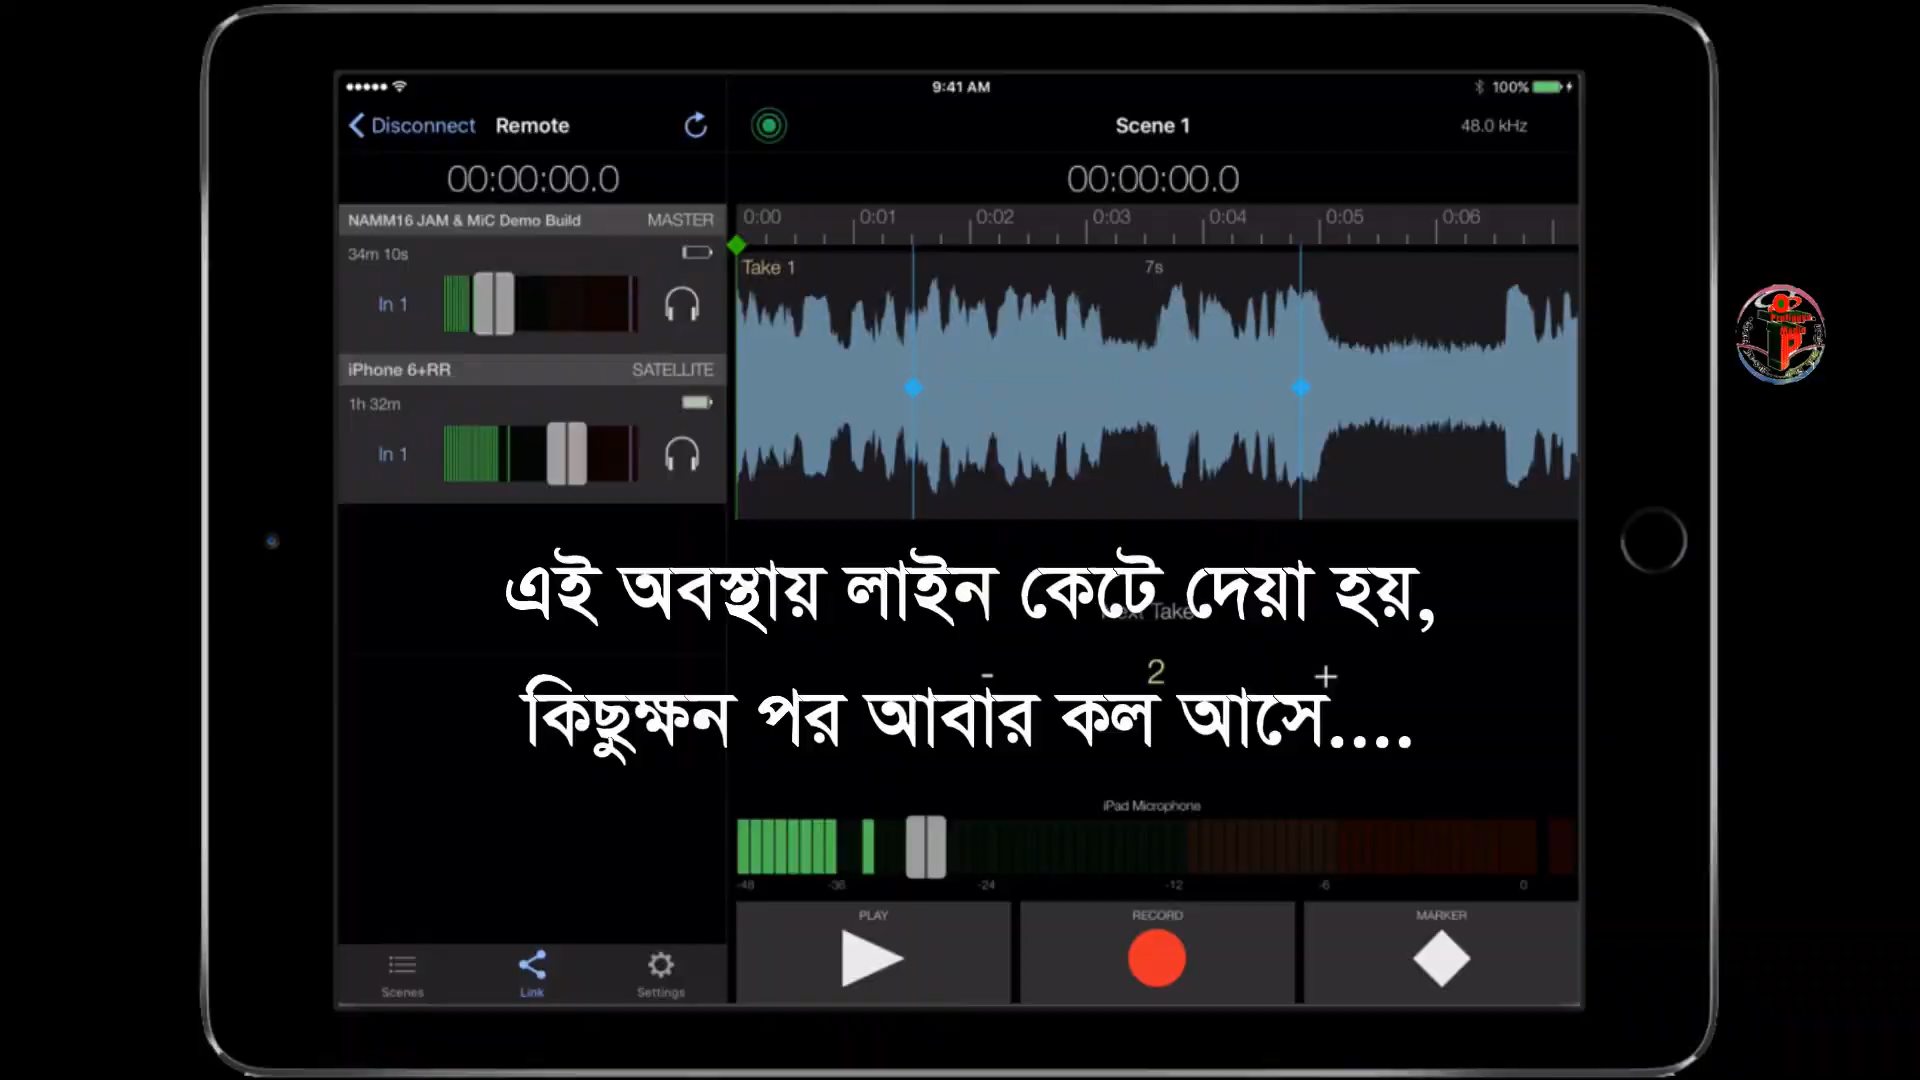 9:41 AM
100%
Disconnect Remote
Scene 1
48.0 kHz
00:00:00.0
00:00:00.0
NAMM16 JAM & MiC Demo Build MASTER
34m 10s
In 1
iPhone 6+RR SATELLITE
1h 32m
In 1
0:00 0:01 0:02 0:03 0:04 0:05 0:06
Take 1 7s
এই অবস্থায় লাইন কেটে দেয়া হয়,
Take
- 2 +
কিছুক্ষন পর আবার কল আসে....
iPad Microphone
-48 -36 -24 -12 -6 0
PLAY RECORD MARKER
Scenes Link Settings